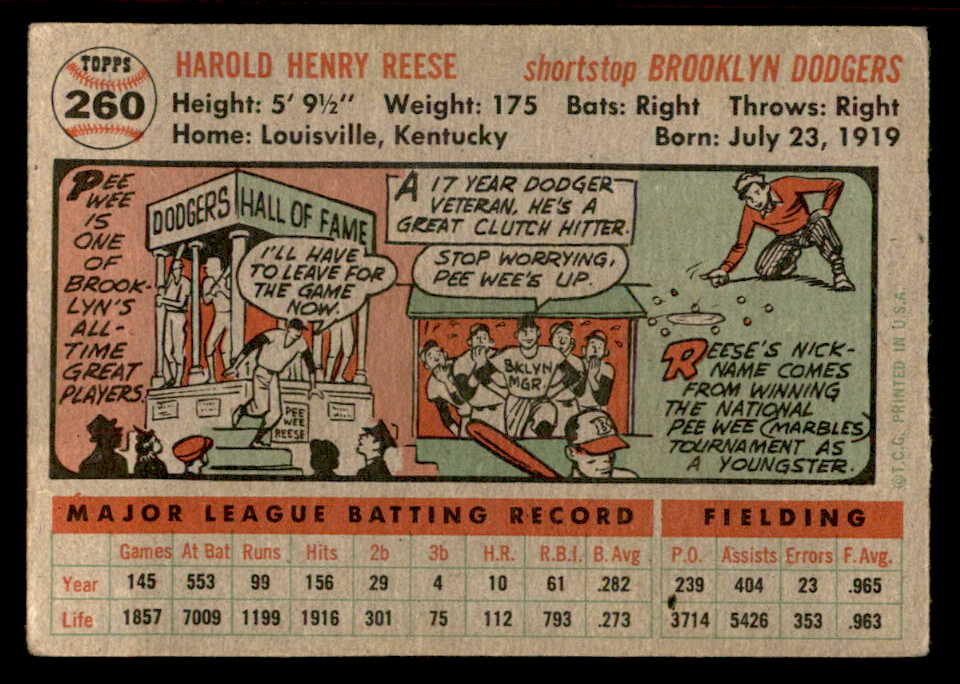 TOPPS
260
HAROLD HENRY REESE shortstop BROOKLYN DODGERS
Height: 5' 9½" Weight: 175 Bats: Right Throws: Right
Home: Louisville, Kentucky Born: July 23, 1919
PEE
WEE
IS
ONE
OF
BROOK-
LYN'S
ALL-
TIME
GREAT
PLAYERS.
DODGERS HALL OF FAME
I'LL HAVE
TO LEAVE FOR
THE GAME
NOW.
PEE
WEE
REESE
A 17 YEAR DODGER
VETERAN, HE'S A
GREAT CLUTCH HITTER.
STOP WORRYING,
PEE WEE'S UP.
BKLYN
MGR.
B
REESE'S NICK-
NAME COMES
FROM WINNING
THE NATIONAL
PEE WEE (MARBLES)
TOURNAMENT AS
A YOUNGSTER.
©T.C.G. PRINTED IN U.S.A.
MAJOR LEAGUE BATTING RECORD FIELDING
Games At Bat Runs Hits 2b 3b H.R. R.B.I. B. Avg P.O. Assists Errors F. Avg.
Year 145 553 99 156 29 4 10 61 .282 239 404 23 .965
Life 1857 7009 1199 1916 301 75 112 793 .273 3714 5426 353 .963